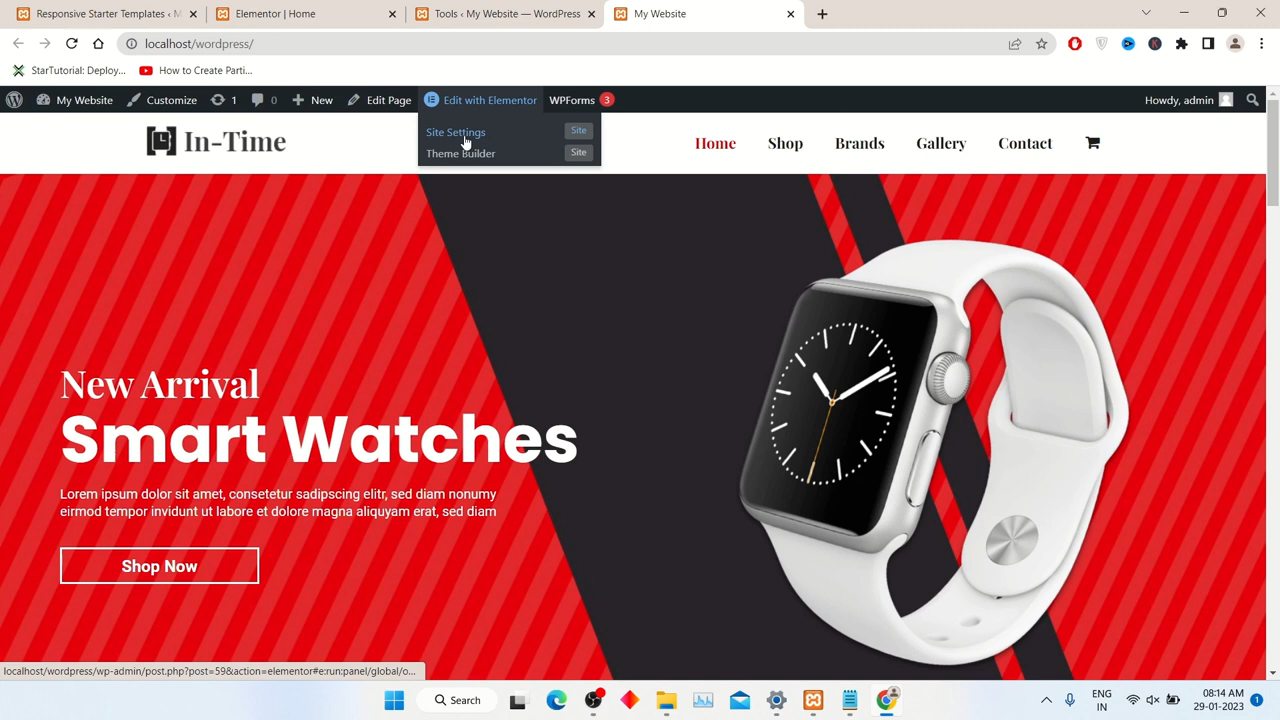 Responsive Starter Templates ‹ M
Elementor | Home
Tools ‹ My Website — WordPress
My Website
localhost/wordpress/
StarTutorial: Deploy...
How to Create Parti...
My Website
Customize
1
0
New
Edit Page
Edit with Elementor
WPForms 3
Howdy, admin
Site Settings Site
Theme Builder Site
In-Time
Home
Shop
Brands
Gallery
Contact
New Arrival
Smart Watches
Lorem ipsum dolor sit amet, consetetur sadipscing elitr, sed diam nonumy
eirmod tempor invidunt ut labore et dolore magna aliquyam erat, sed diam
Shop Now
localhost/wordpress/wp-admin/post.php?post=59&action=elementor#e:run:panel/global/o...
Search
ENG
IN
08:14 AM
29-01-2023
1